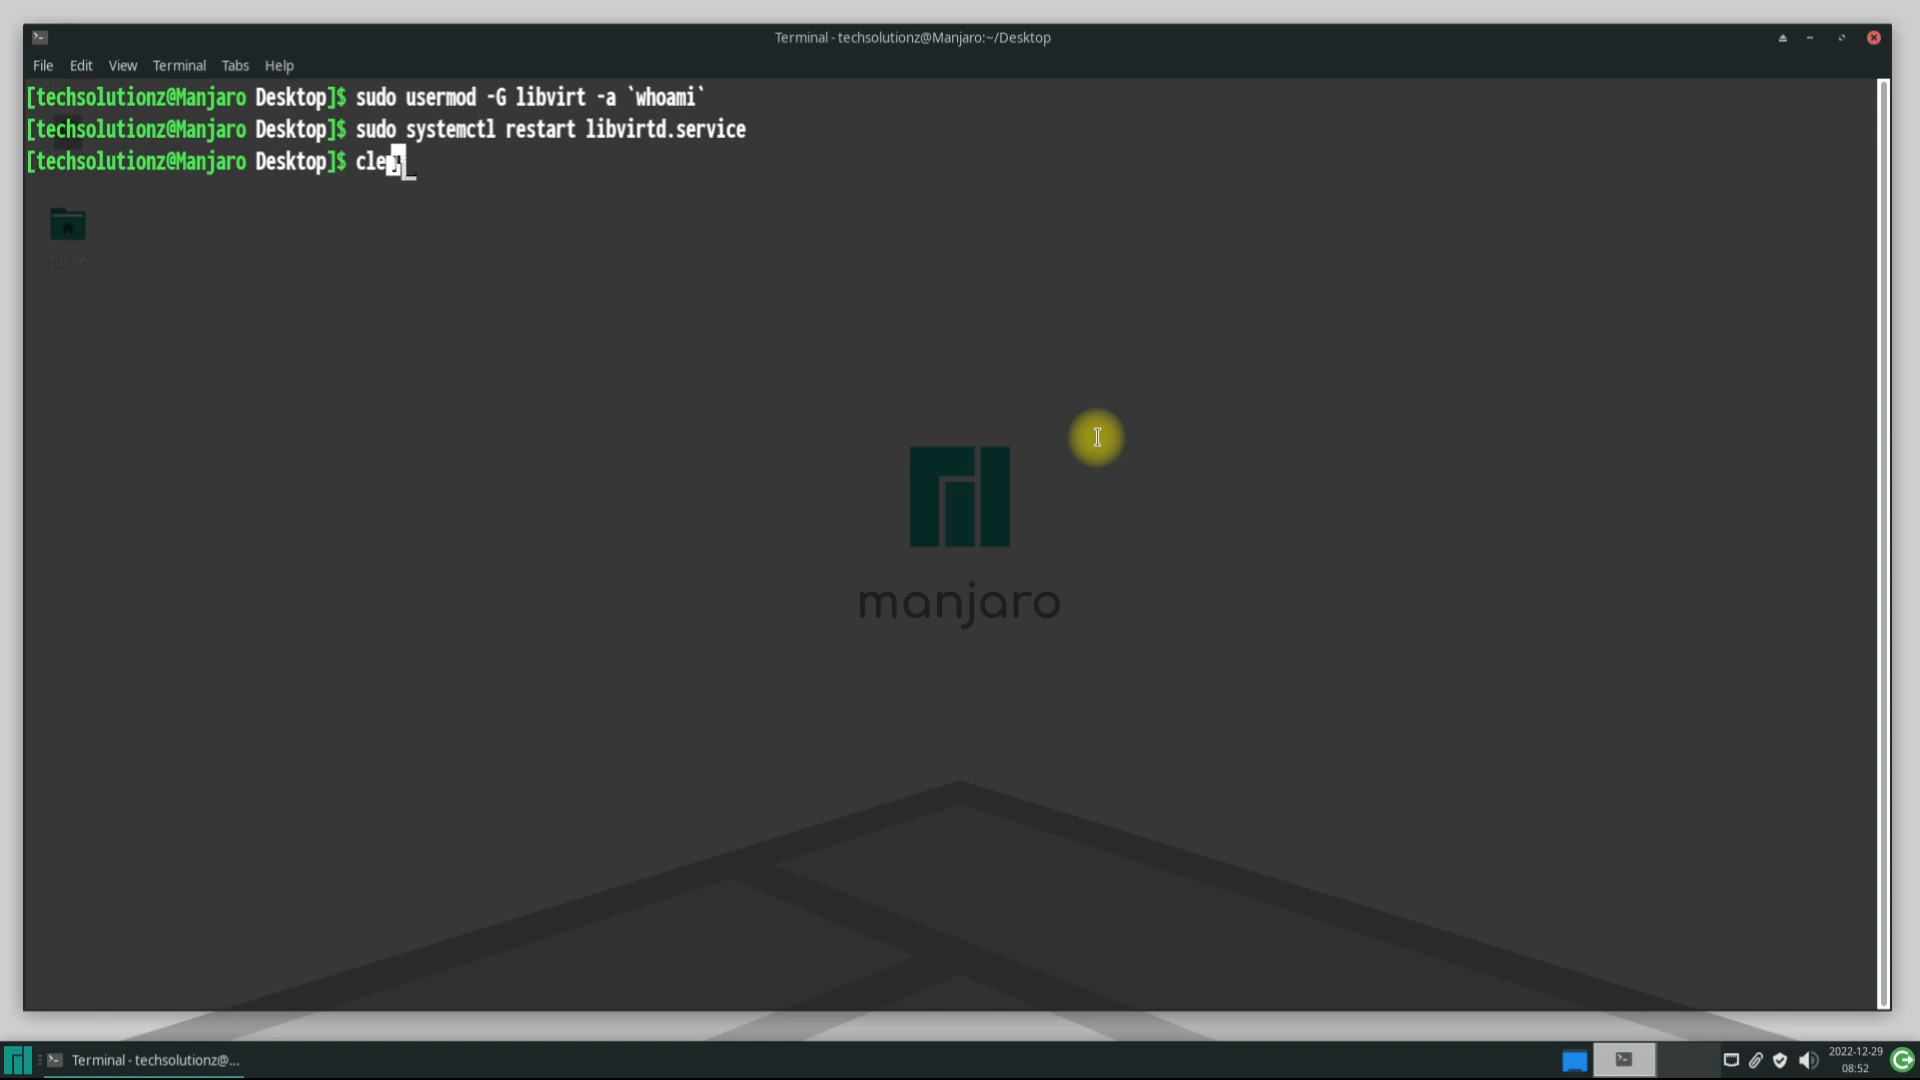 Terminal - techsolutionz@Manjaro:~/Desktop
File Edit View Terminal Tabs Help
[techsolutionz@Manjaro Desktop]$ sudo usermod -G libvirt -a `whoami`
[techsolutionz@Manjaro Desktop]$ sudo systemctl restart libvirtd.service
[techsolutionz@Manjaro Desktop]$ cle
Home
manjaro
Terminal - techsolutionz@...
2022-12-29
08:52